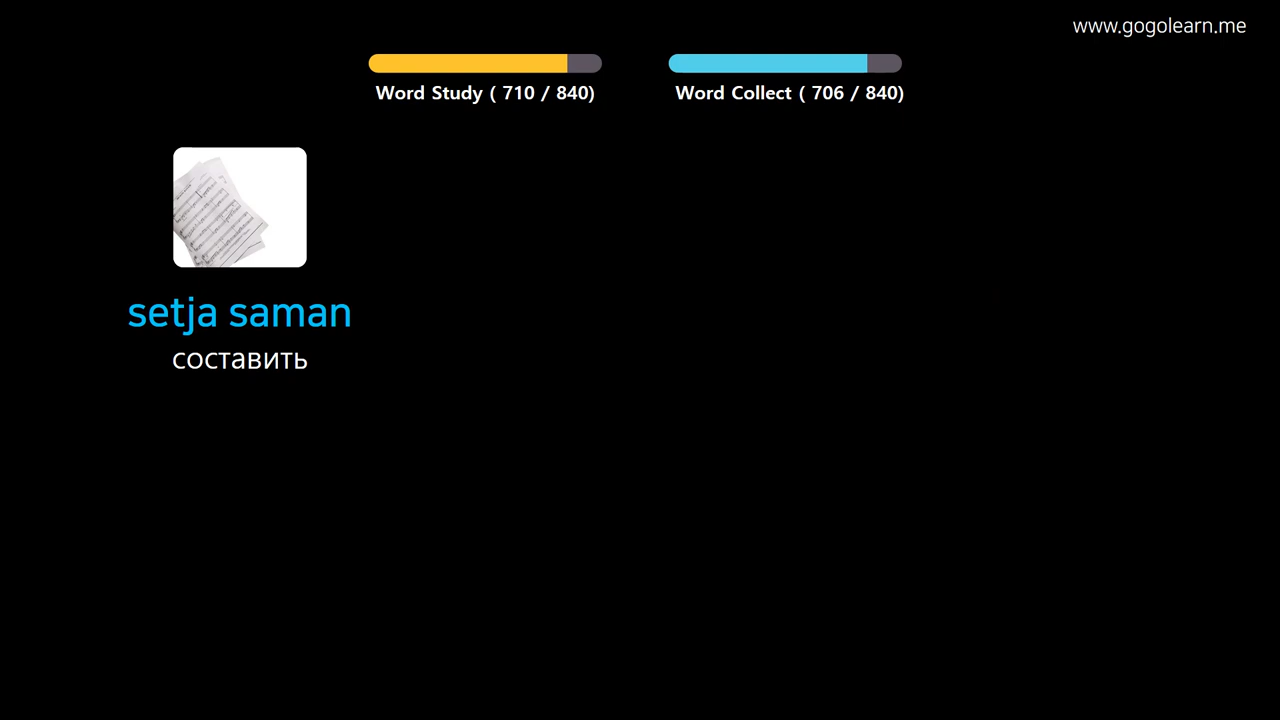 www.gogolearn.me
Word Study ( 710 / 840)
Word Collect ( 706 / 840)
setja saman
составить